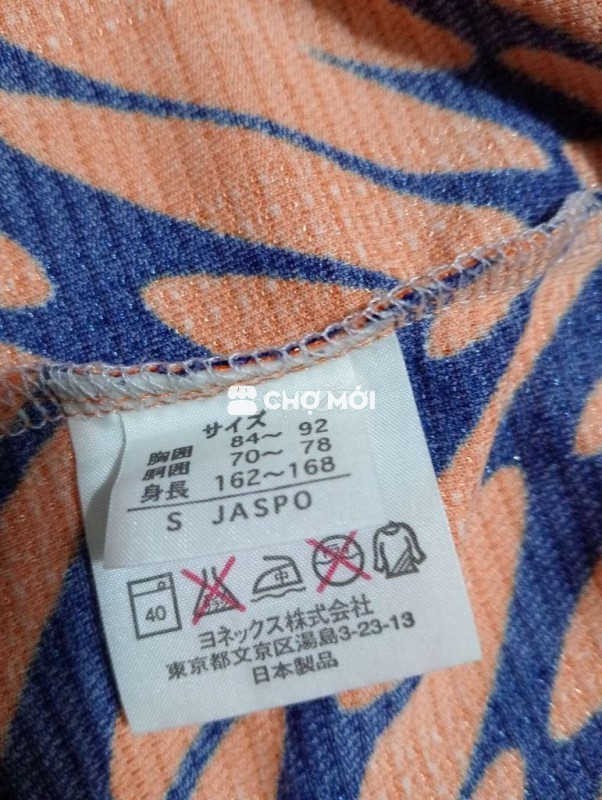 CHỢ MỚI
サイズ
胸囲 84〜 92
胴囲 70〜 78
身長 162〜168
S JASPO
40 中
ヨネックス株式会社
東京都文京区湯島3-23-13
日本製品